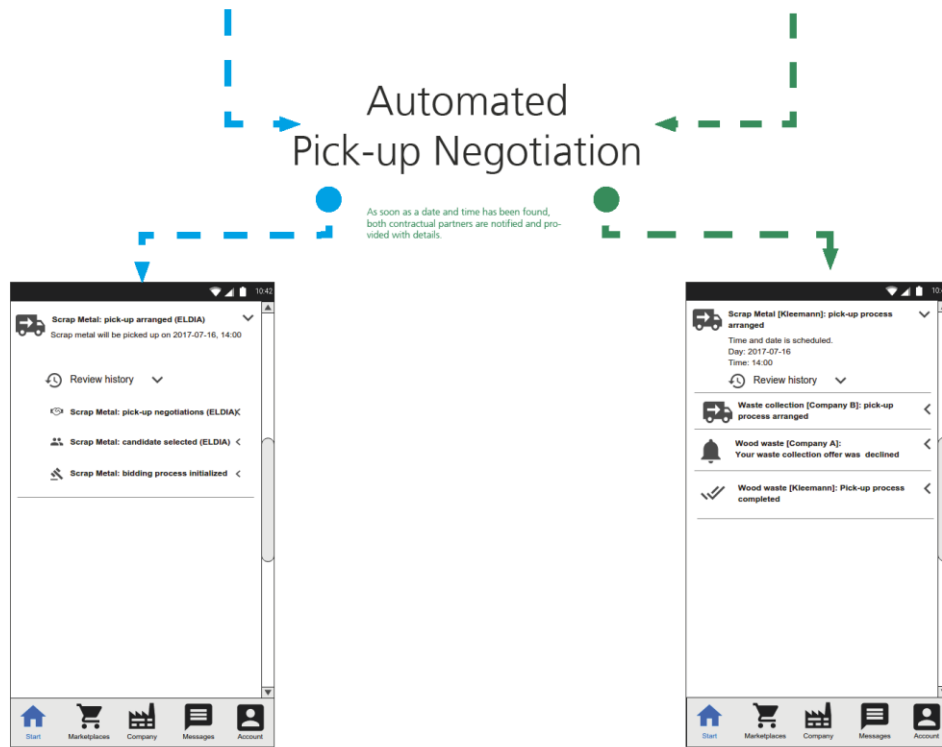 Automated
Pick-up Negotiation
As soon as a date and time has been found,
both contractual partners are notified and pro-
vided with details.
10:42
Scrap Metal: pick-up arranged (ELDIA)
Scrap metal will be picked up on 2017-07-16, 14:00
Review history
Scrap Metal: pick-up negotiations (ELDIA)
Scrap Metal: candidate selected (ELDIA)
Scrap Metal: bidding process initialized
Start
Marketplaces
Company
Messages
Account
Scrap Metal [Kleemann]: pick-up process
arranged
Time and date is scheduled.
Day: 2017-07-16
Time: 14:00
Review history
Waste collection [Company B]: pick-up
process arranged
Wood waste [Company A]:
Your waste collection offer was declined
Wood waste [Kleemann]: Pick-up process
completed
Start
Marketplaces
Company
Messages
Account